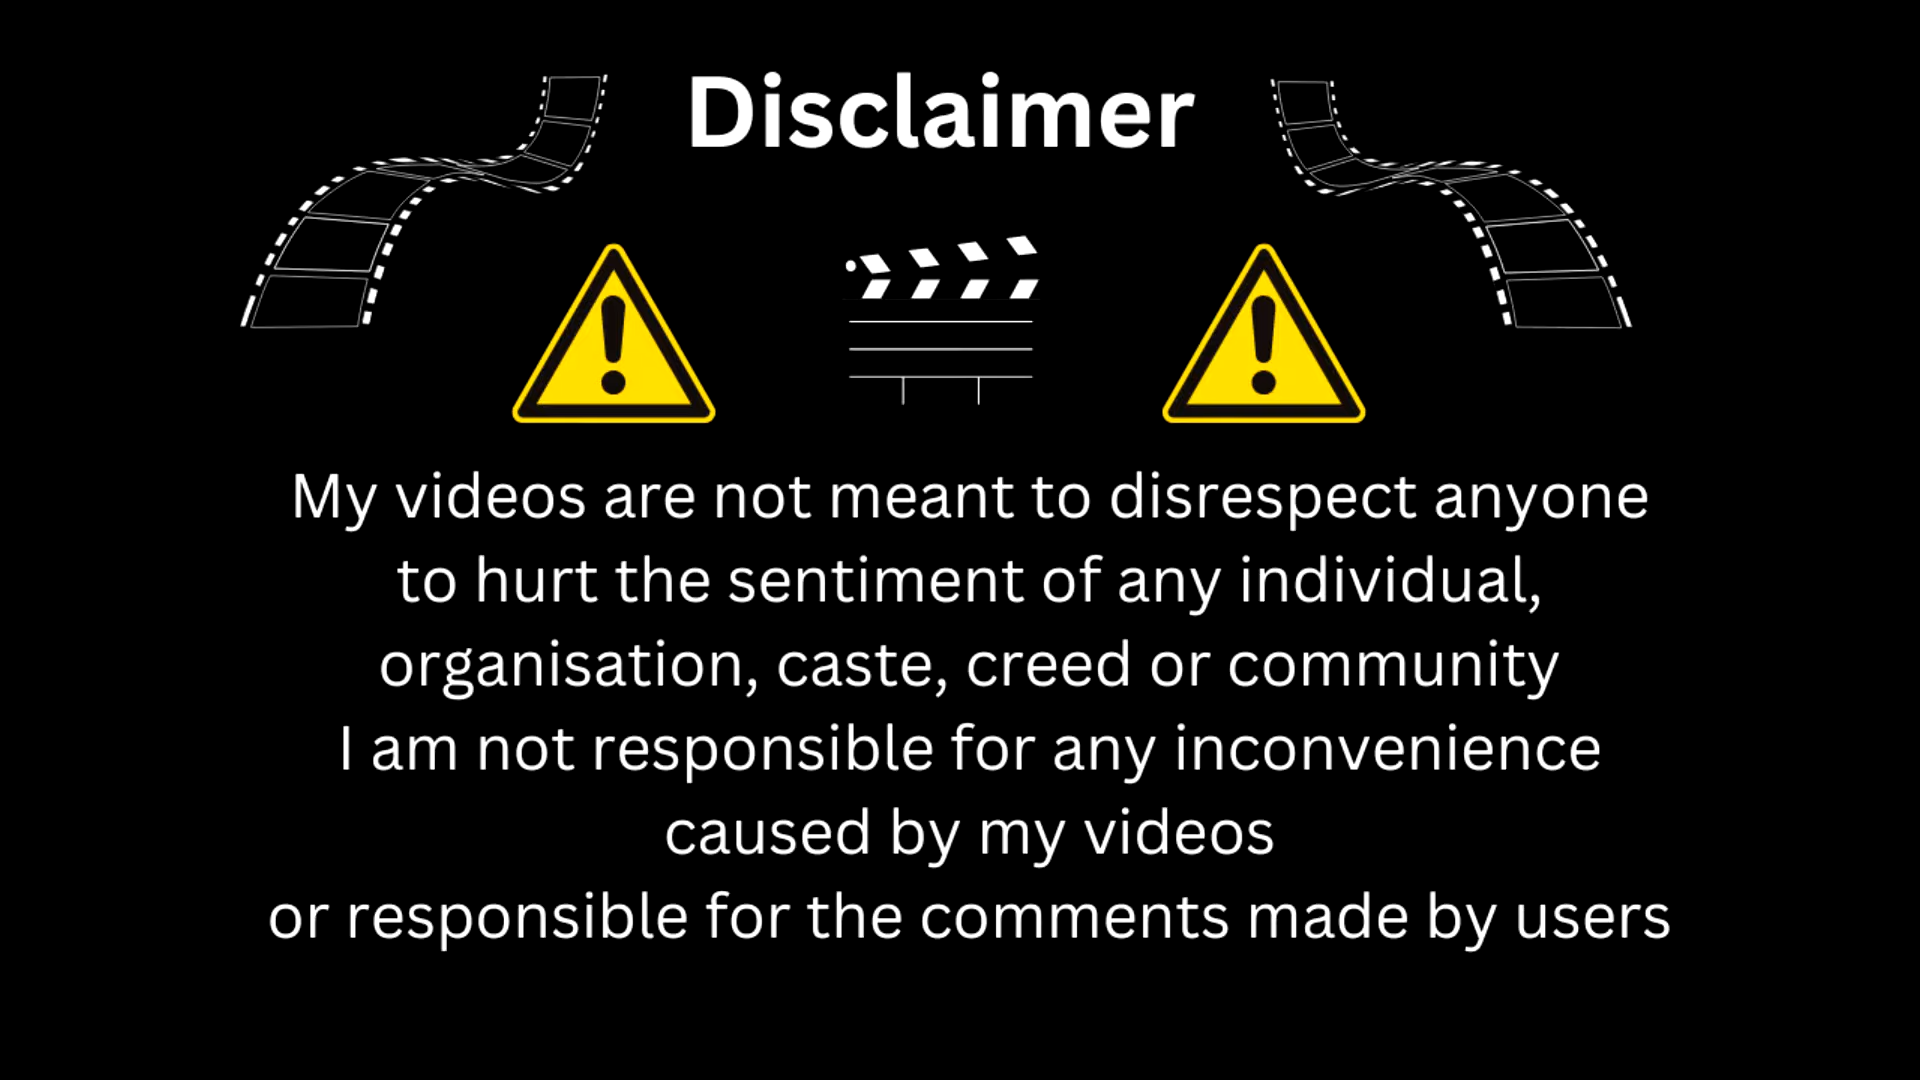 Disclaimer
My videos are not meant to disrespect anyone
to hurt the sentiment of any individual,
organisation, caste, creed or community
I am not responsible for any inconvenience
caused by my videos
or responsible for the comments made by users